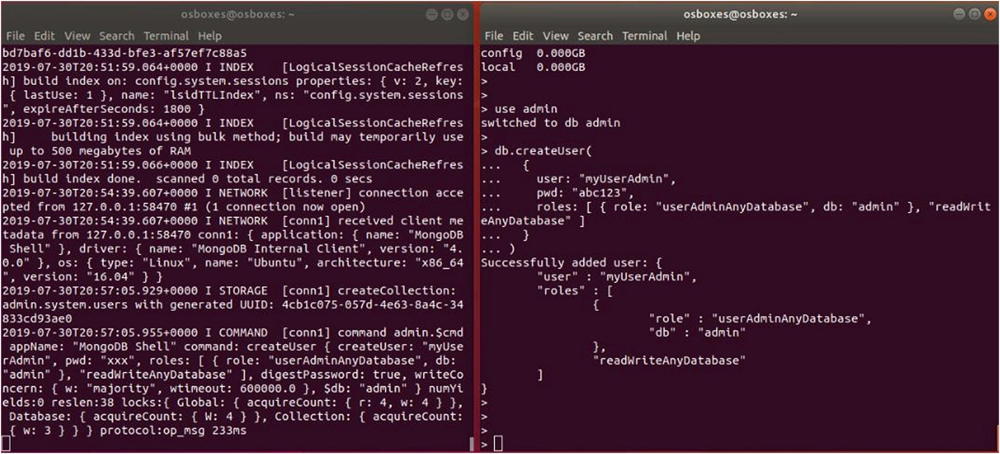 osboxes@osboxes: ~
File Edit View Search Terminal Help
bd7baf6-dd1b-433d-bfe3-af57ef7c88a5
2019-07-30T20:51:59.064+0000 I INDEX    [LogicalSessionCacheRefres
h] build index on: config.system.sessions properties: { v: 2, key:
 { lastUse: 1 }, name: "lsidTTLIndex", ns: "config.system.sessions
", expireAfterSeconds: 1800 }
2019-07-30T20:51:59.064+0000 I INDEX    [LogicalSessionCacheRefres
h]     building index using bulk method; build may temporarily use
 up to 500 megabytes of RAM
2019-07-30T20:51:59.066+0000 I INDEX    [LogicalSessionCacheRefres
h] build index done.  scanned 0 total records. 0 secs
2019-07-30T20:54:39.607+0000 I NETWORK  [listener] connection acce
pted from 127.0.0.1:58470 #1 (1 connection now open)
2019-07-30T20:54:39.607+0000 I NETWORK  [conn1] received client me
tadata from 127.0.0.1:58470 conn1: { application: { name: "MongoDB
 Shell" }, driver: { name: "MongoDB Internal Client", version: "4.
0.0" }, os: { type: "Linux", name: "Ubuntu", architecture: "x86_64
", version: "16.04" } }
2019-07-30T20:57:05.929+0000 I STORAGE  [conn1] createCollection:
admin.system.users with generated UUID: 4cb1c075-057d-4e63-8a4c-34
833cd93ae0
2019-07-30T20:57:05.955+0000 I COMMAND  [conn1] command admin.$cmd
 appName: "MongoDB Shell" command: createUser { createUser: "myUse
rAdmin", pwd: "xxx", roles: [ { role: "userAdminAnyDatabase", db:
"admin" }, "readWriteAnyDatabase" ], digestPassword: true, writeCo
ncern: { w: "majority", wtimeout: 600000.0 }, $db: "admin" } numYi
elds:0 reslen:38 locks:{ Global: { acquireCount: { r: 4, w: 4 } },
 Database: { acquireCount: { W: 4 } }, Collection: { acquireCount:
 { w: 3 } } } protocol:op_msg 233ms
osboxes@osboxes: ~
File Edit View Search Terminal Help
config  0.000GB
local   0.000GB
>
>
> use admin
switched to db admin
>
> db.createUser(
...   {
...     user: "myUserAdmin",
...     pwd: "abc123",
...     roles: [ { role: "userAdminAnyDatabase", db: "admin" }, "readWrit
eAnyDatabase" ]
...   }
... )
Successfully added user: {
        "user" : "myUserAdmin",
        "roles" : [
                {
                        "role" : "userAdminAnyDatabase",
                        "db" : "admin"
                },
                "readWriteAnyDatabase"
        ]
}
>
>
>
>